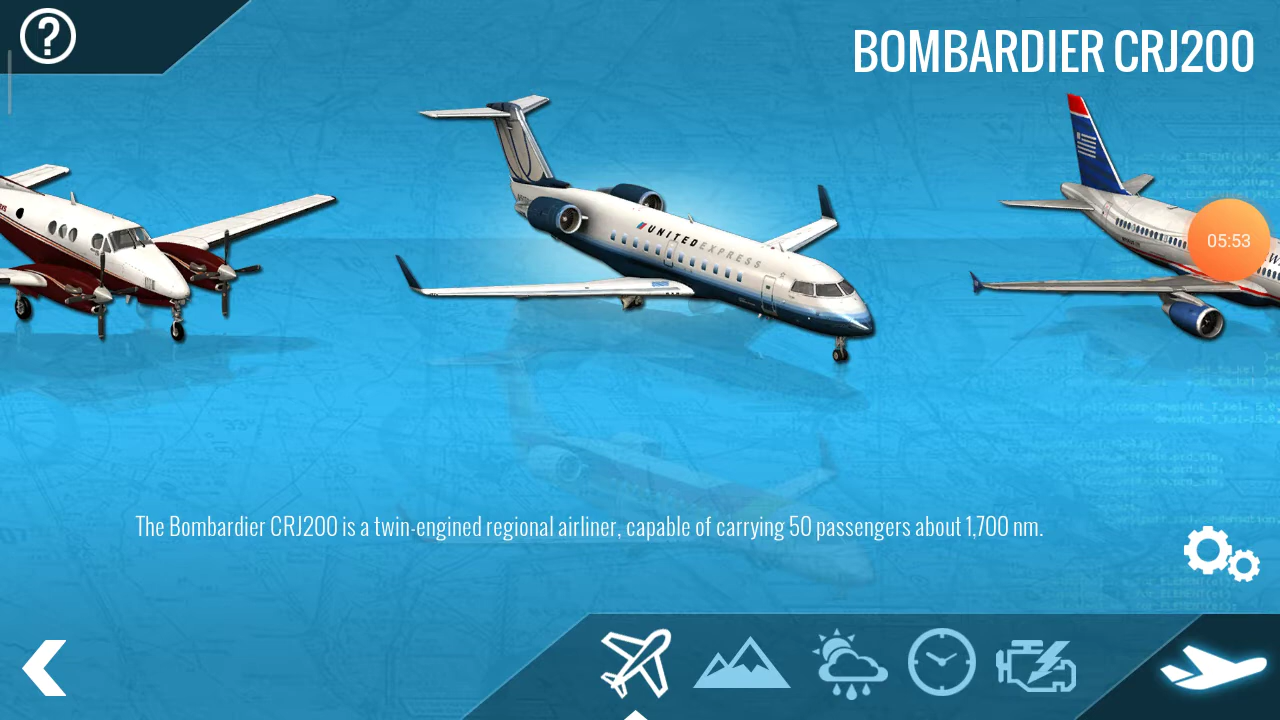 BOMBARDIER CRJ200
UNITED EXPRESS
05:53
The Bombardier CRJ200 is a twin-engined regional airliner, capable of carrying 50 passengers about 1,700 nm.